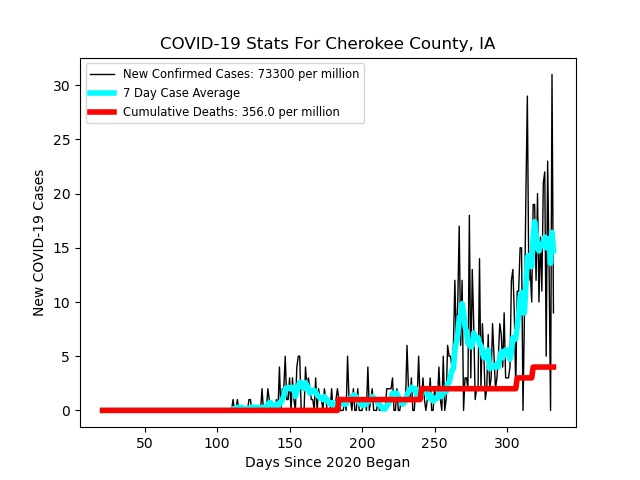 COVID-19 Stats For Cherokee County, IA
New Confirmed Cases: 73300 per million
7 Day Case Average
Cumulative Deaths: 356.0 per million
30
25
20
15
10
5
0
New COVID-19 Cases
50 100 150 200 250 300
Days Since 2020 Began